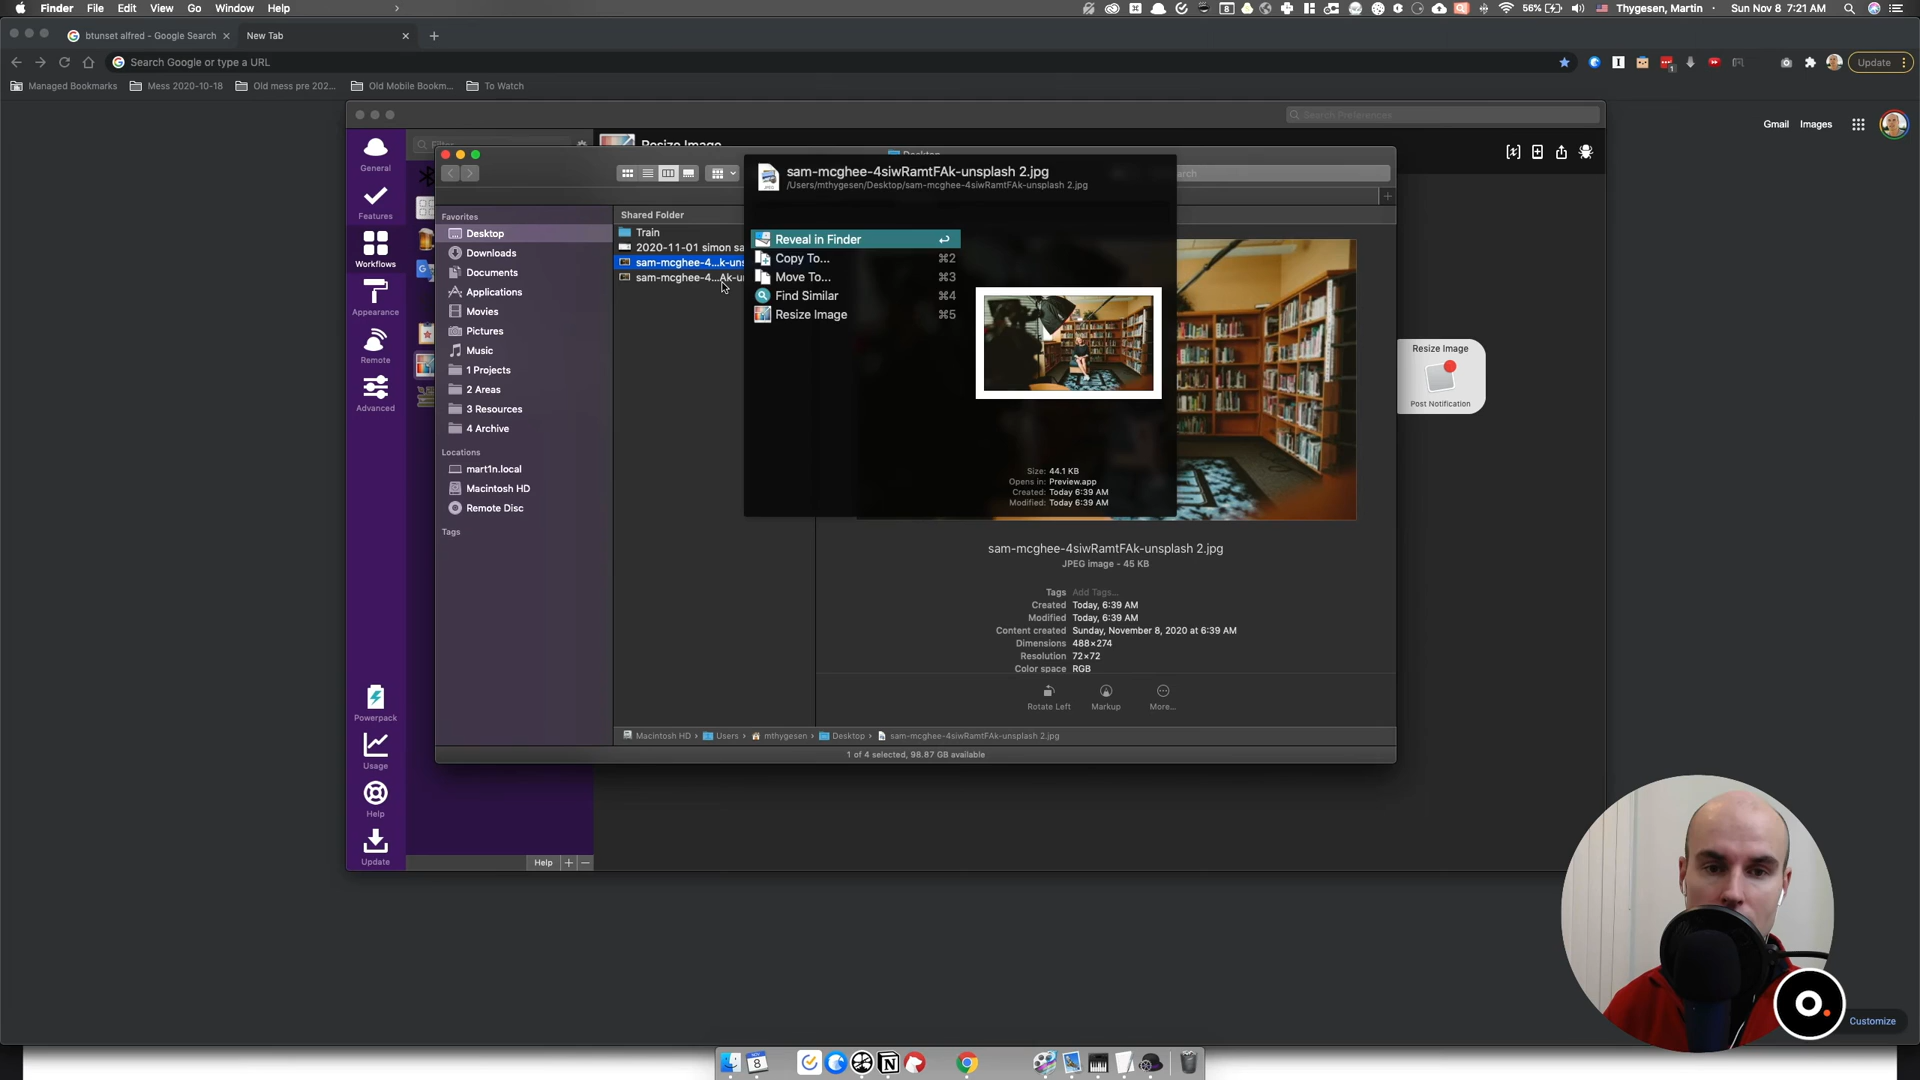 Finder File Edit View Go Window Help
8 56% Thygesen, Martin Sun Nov 8 7:21 AM
btunset alfred - Google Search New Tab
Search Google or type a URL
Update
Managed Bookmarks Mess 2020-10-18 Old mess pre 202... Old Mobile Bookm... To Watch
Gmail Images
Search Preferences
General
Features
Workflows
Appearance
Remote
Advanced
Powerpack
Usage
Help
Update
Filter
Resize Image
Help + −
Desktop
Favorites
Desktop
Downloads
Documents
Applications
Movies
Pictures
Music
1 Projects
2 Areas
3 Resources
4 Archive
Locations
mart1n.local
Macintosh HD
Remote Disc
Tags
Shared Folder
Train
2020-11-01 simon sa
sam-mcghee-4...k-uns
sam-mcghee-4...Ak-u
sam-mcghee-4siwRamtFAk-unsplash 2.jpg
/Users/mthygesen/Desktop/sam-mcghee-4siwRamtFAk-unsplash 2.jpg
Reveal in Finder ↩
Copy To... ⌘2
Move To... ⌘3
Find Similar ⌘4
Resize Image ⌘5
Size: 44.1 KB
Opens in: Preview.app
Created: Today 6:39 AM
Modified: Today 6:39 AM
sam-mcghee-4siwRamtFAk-unsplash 2.jpg
JPEG image - 45 KB
Tags Add Tags...
Created Today, 6:39 AM
Modified Today, 6:39 AM
Content created Sunday, November 8, 2020 at 6:39 AM
Dimensions 488×274
Resolution 72×72
Color space RGB
Rotate Left Markup More...
Macintosh HD › Users › mthygesen › Desktop › sam-mcghee-4siwRamtFAk-unsplash 2.jpg
1 of 4 selected, 98.87 GB available
Resize Image
Post Notification
Customize
NOV
8